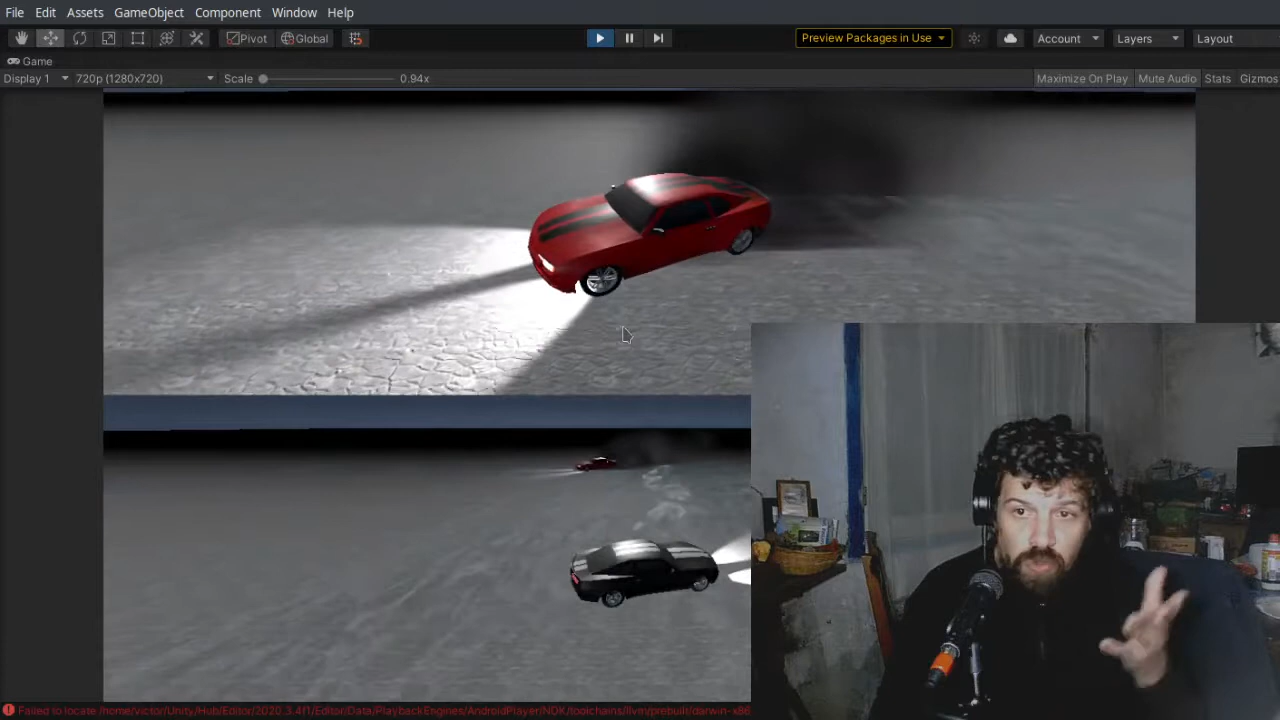 File Edit Assets GameObject Component Window Help
Pivot Global Preview Packages in Use Account Layers Layout
Game
Display 1 720p (1280x720) Scale 0.94x Maximize On Play Mute Audio Stats Gizmos
Failed to locate /home/victor/Unity/Hub/Editor/2020.3.4f1/Editor/Data/PlaybackEngines/AndroidPlayer/NDK/toolchains/llvm/prebuilt/darwin-x86